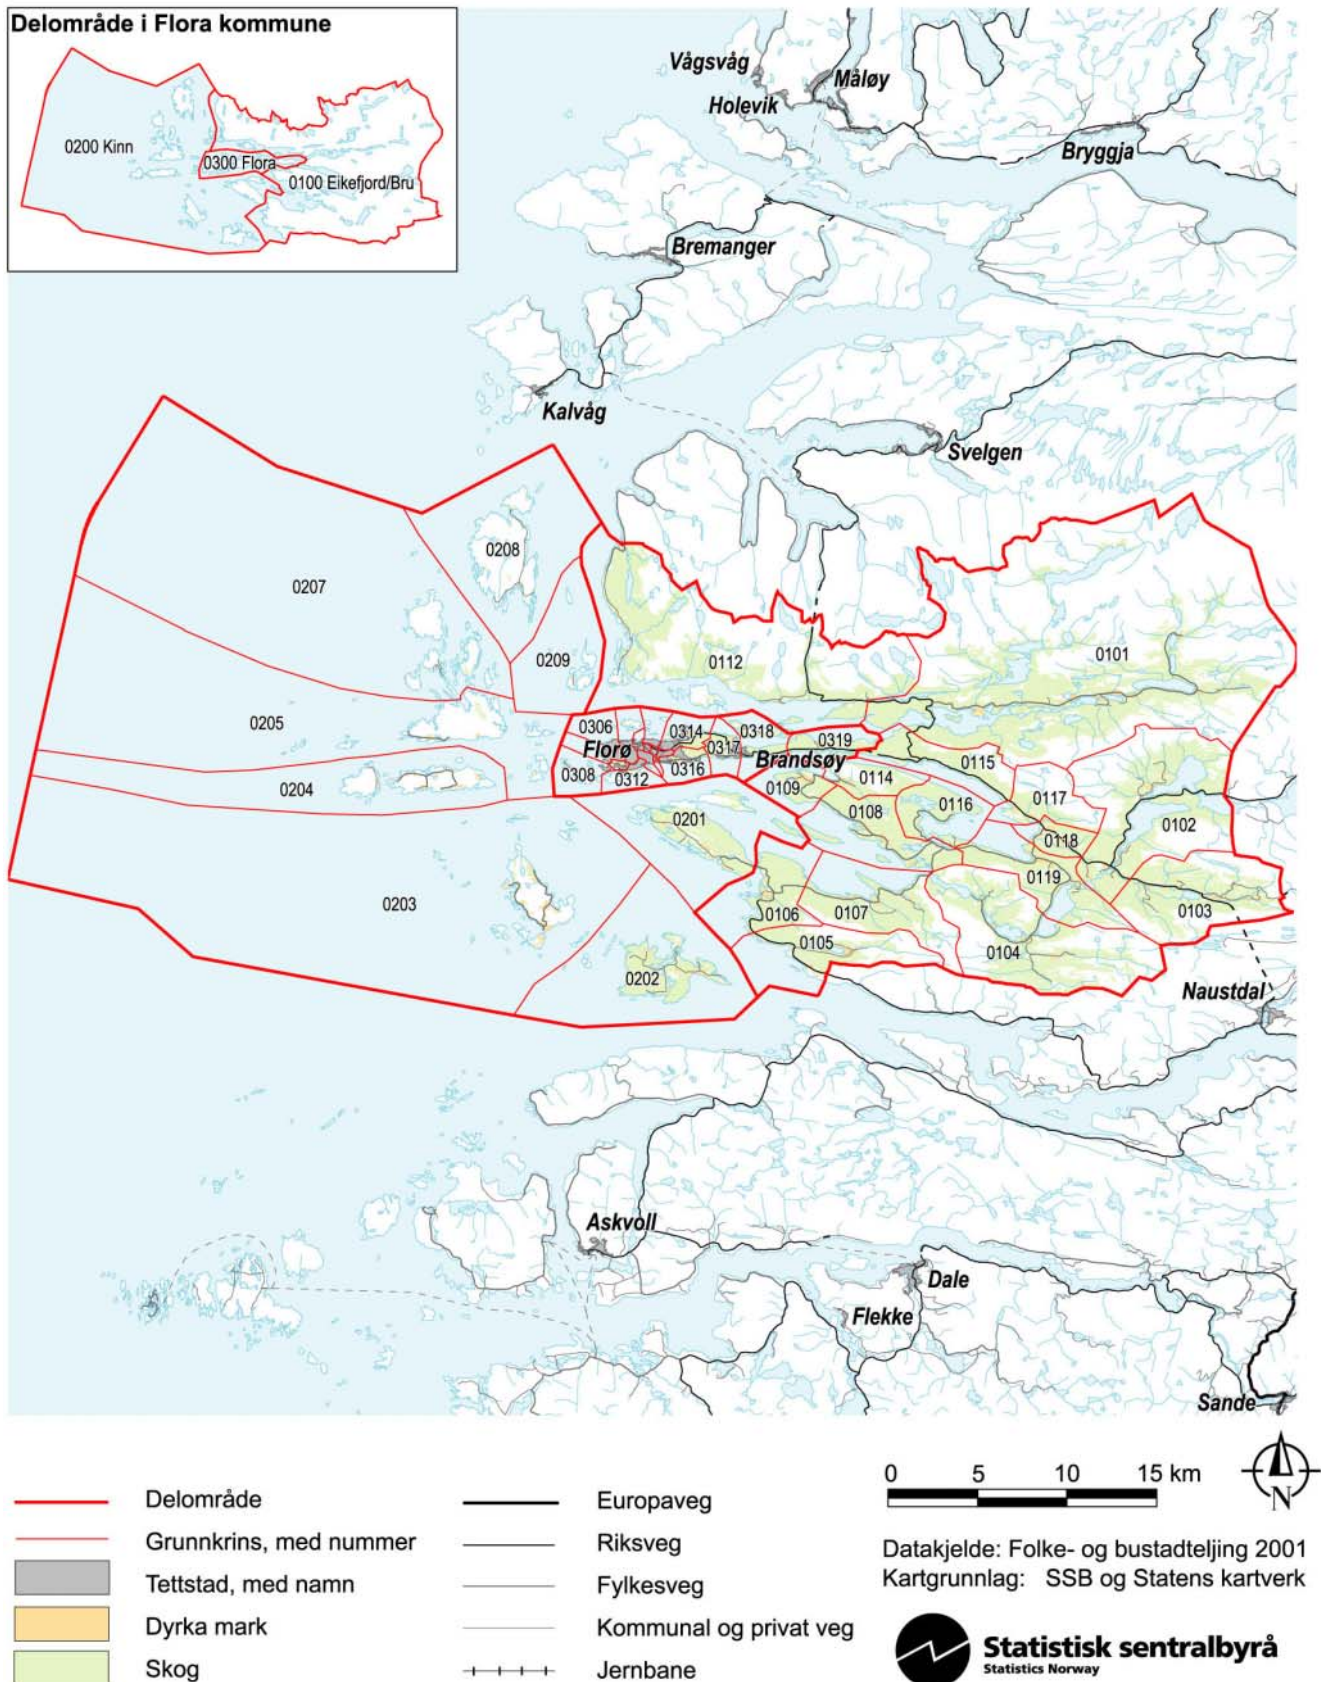 Delområde i Flora kommune
0200 Kinn
0300 Flora
0100 Eikefjord/Bru
Vågsvåg
Måløy
Holevik
Bryggja
Bremanger
Kalvåg
Svelgen
0208
0207
0209
0112
0101
0205
0306
0314
0318
0319
Florø
0317
Brandsøy
0115
0308
0312
0316
0114
0204
0109
0117
0116
0108
0201
0102
0118
0119
0203
0106
0107
0103
0105
0104
0202
Naustdal
Askvoll
Dale
Flekke
Sande
Delområde
Grunnkrins, med nummer
Tettstad, med namn
Dyrka mark
Skog
Europaveg
Riksveg
Fylkesveg
Kommunal og privat veg
Jernbane
0 5 10 15 km
N
Datakjelde: Folke- og bustadteljing 2001
Kartgrunnlag: SSB og Statens kartverk
Statistisk sentralbyrå
Statistics Norway